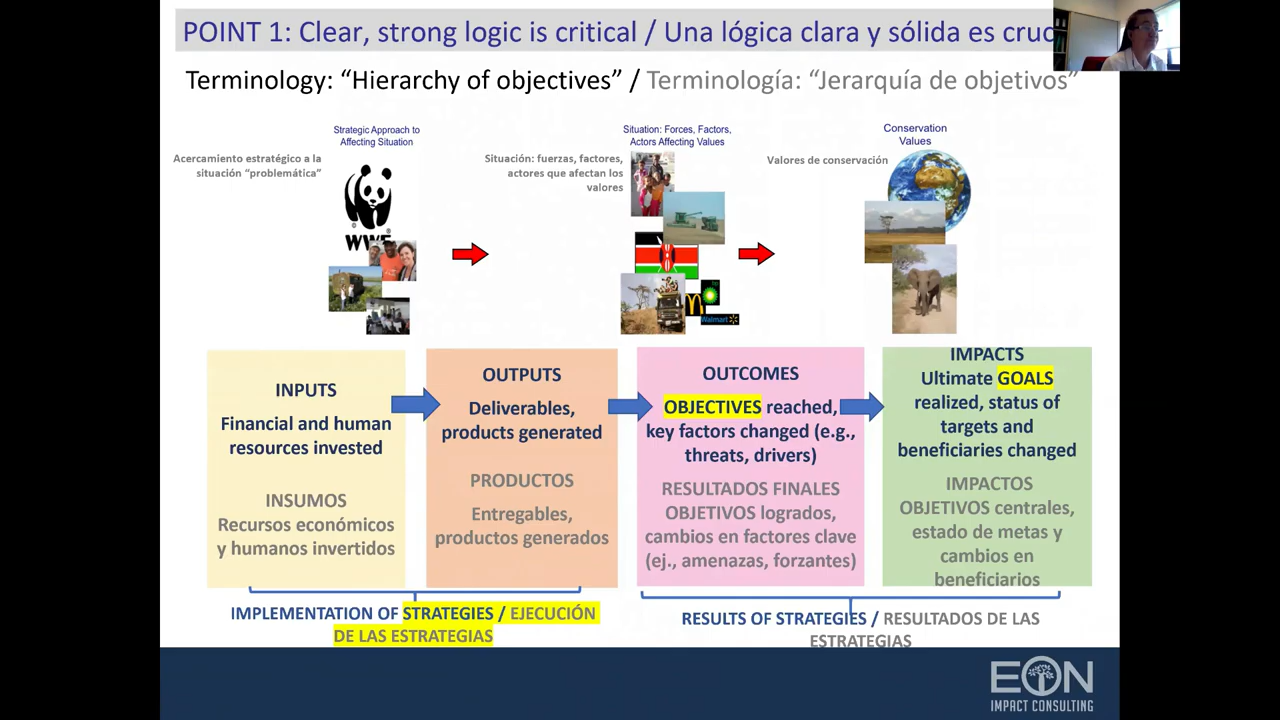 POINT 1: Clear, strong logic is critical / Una lógica clara y sólida es cruc
Terminology: “Hierarchy of objectives” / Terminología: “Jerarquía de objetivos”
Strategic Approach to
Affecting Situation
Acercamiento estratégico a la
situación “problemática”
WWF
Situation: Forces, Factors,
Actors Affecting Values
Situación: fuerzas, factores,
actores que afectan los
valores
bp
Walmart
Conservation
Values
Valores de conservación
INPUTS
Financial and human
resources invested
INSUMOS
Recursos económicos
y humanos invertidos
OUTPUTS
Deliverables,
products generated
PRODUCTOS
Entregables,
productos generados
OUTCOMES
OBJECTIVES reached,
key factors changed (e.g.,
threats, drivers)
RESULTADOS FINALES
OBJETIVOS logrados,
cambios en factores clave
(ej., amenazas, forzantes)
IMPACTS
Ultimate GOALS
realized, status of
targets and
beneficiaries changed
IMPACTOS
OBJETIVOS centrales,
estado de metas y
cambios en
beneficiarios
IMPLEMENTATION OF STRATEGIES / EJECUCIÓN
DE LAS ESTRATEGIAS
RESULTS OF STRATEGIES / RESULTADOS DE LAS
ESTRATEGIAS
EON
IMPACT CONSULTING